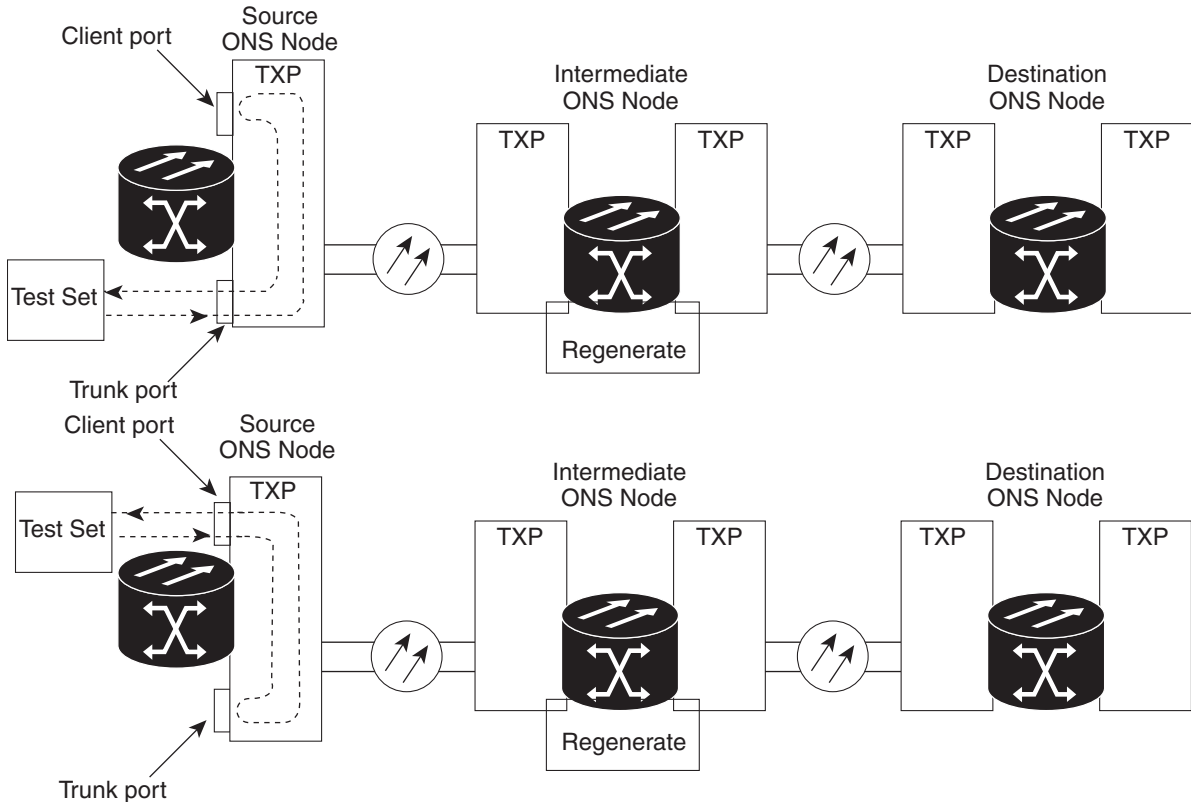 Client port
Source
ONS Node
TXP
Intermediate
ONS Node
TXP
TXP
Destination
ONS Node
TXP
TXP
Test Set
Regenerate
Trunk port
Client port
Source
ONS Node
TXP
Intermediate
ONS Node
TXP
TXP
Destination
ONS Node
TXP
TXP
Test Set
Regenerate
Trunk port